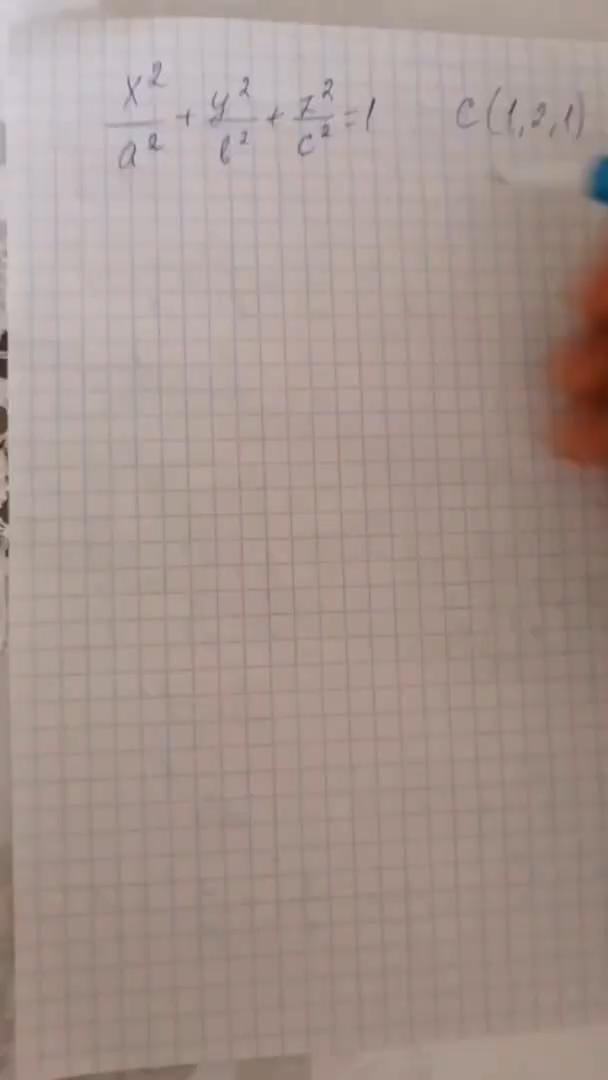 x²/a² + y²/b² + z²/c² = 1 C(1,2,1)